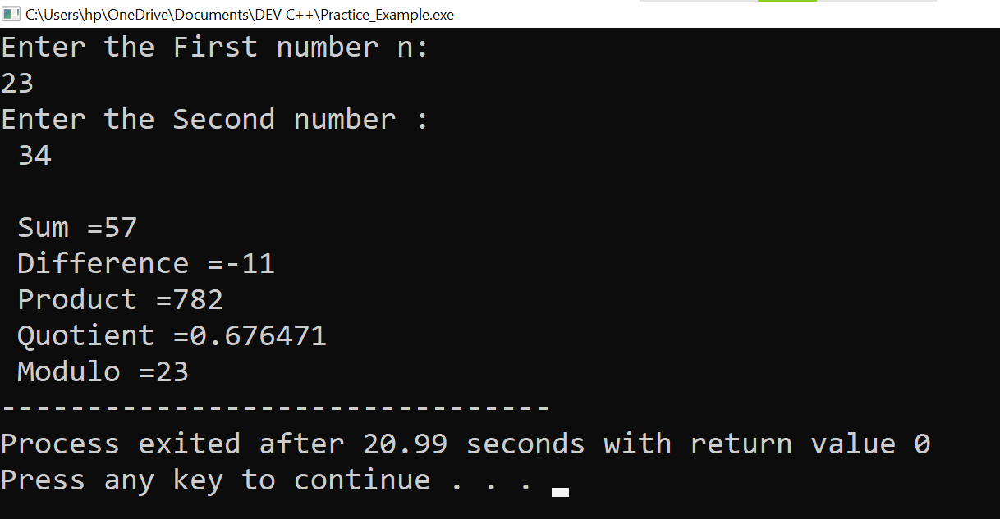 C:\Users\hp\OneDrive\Documents\DEV C++\Practice_Example.exe
Enter the First number n:
23
Enter the Second number :
 34

 Sum =57
 Difference =-11
 Product =782
 Quotient =0.676471
 Modulo =23
--------------------------------
Process exited after 20.99 seconds with return value 0
Press any key to continue . . .